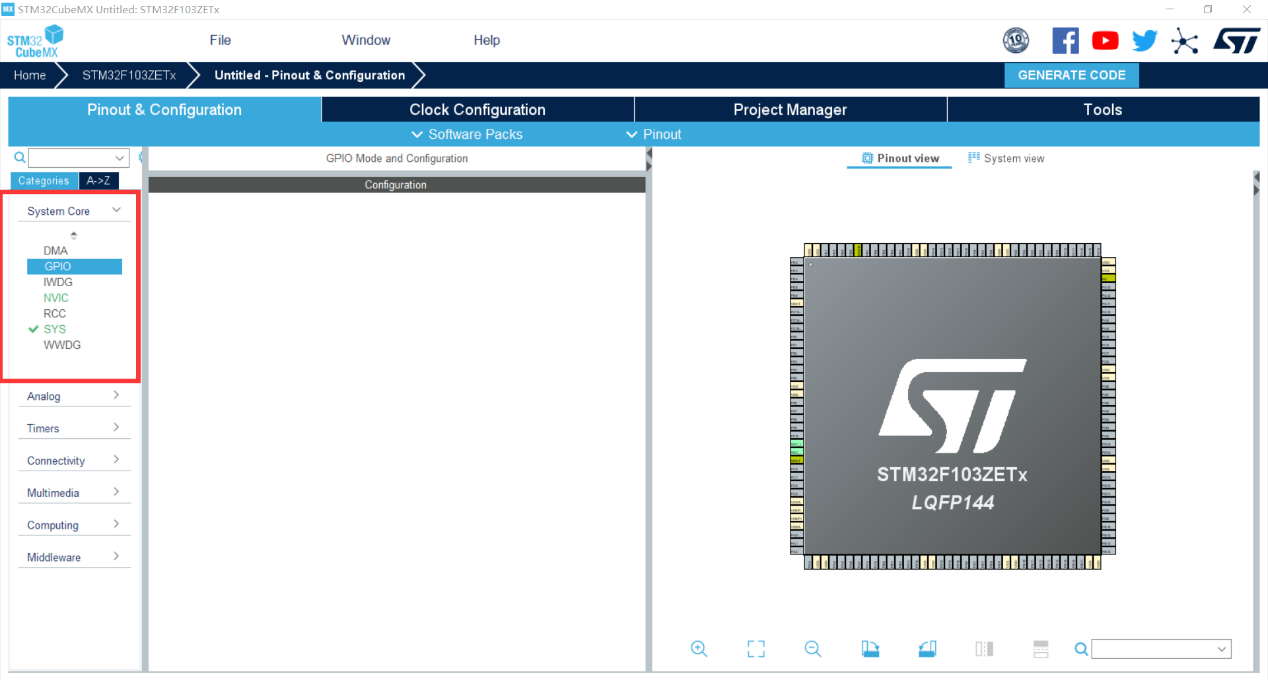 MX STM32CubeMX Untitled: STM32F103ZETx
STM32 CubeMX
File Window Help
10
Home STM32F103ZETx Untitled - Pinout & Configuration GENERATE CODE
Pinout & Configuration Clock Configuration Project Manager Tools
Software Packs Pinout
GPIO Mode and Configuration
Pinout view System view
Categories A->Z
Configuration
System Core
DMA
GPIO
IWDG
NVIC
RCC
SYS
WWDG
Analog
Timers
Connectivity
Multimedia
Computing
Middleware
ST
STM32F103ZETx
LQFP144